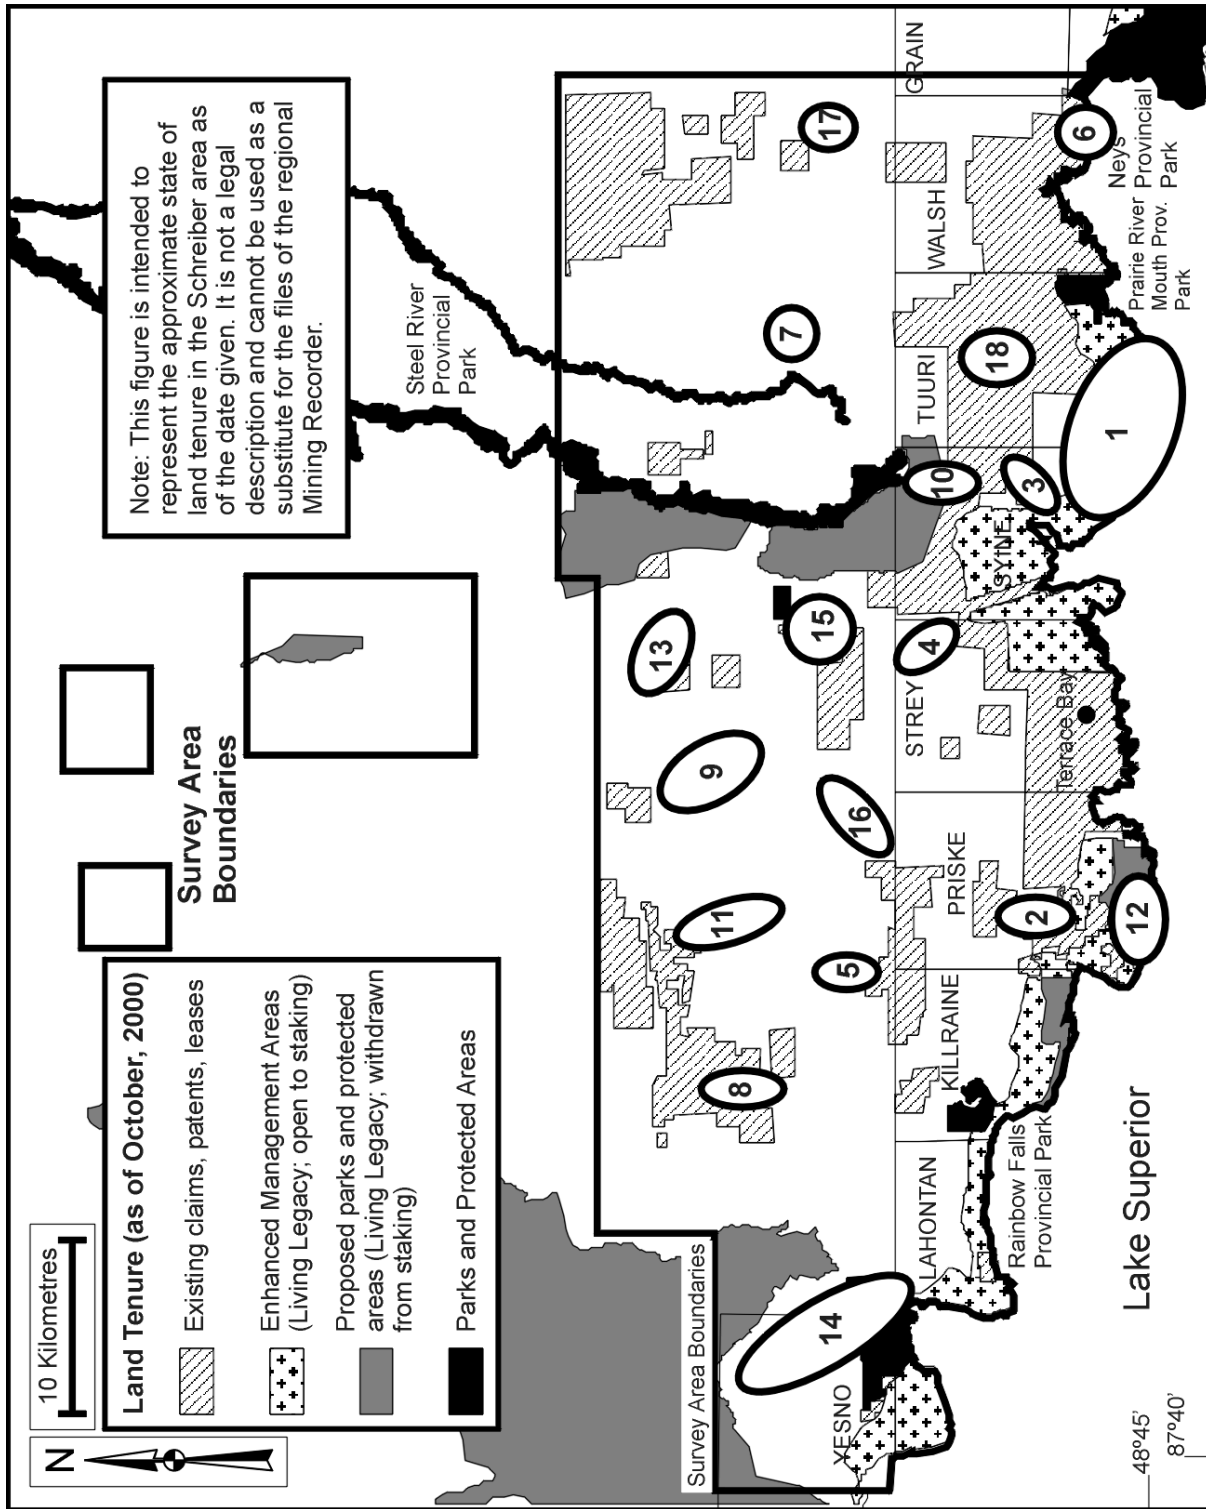 N
10 Kilometres
Land Tenure (as of October, 2000)
Existing claims, patents, leases
Enhanced Management Areas
(Living Legacy; open to staking)
Proposed parks and protected
areas (Living Legacy; withdrawn
from staking)
Parks and Protected Areas
Survey Area
Boundaries
Note: This figure is intended to
represent the approximate state of
land tenure in the Schreiber area as
of the date given. It is not a legal
description and cannot be used as a
substitute for the files of the regional
Mining Recorder.
Steel River
Provincial
Park
Survey Area Boundaries
13
9
11
8
7
17
15
16
5
14
YESNO
LAHONTAN
KILLRAINE
PRISKE
STREY
SYINE
TUURI
WALSH
GRAIN
4
10
18
3
2
12
1
6
Terrace Bay
Rainbow Falls
Provincial Park
Neys
Provincial
Park
Prairie River
Mouth Prov.
Park
Lake Superior
48º45'
87º40'